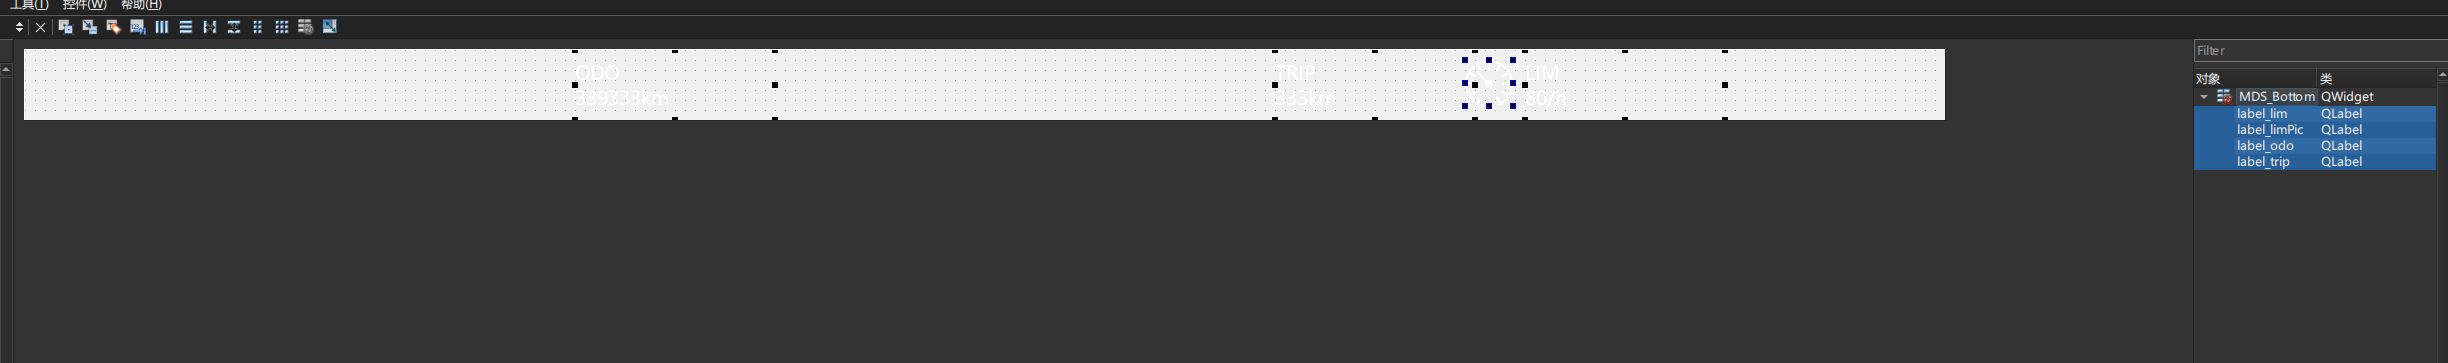 工具(T) 控件(W) 帮助(H)
Filter
对象 类
ODO
339333km
TRIP
333km
LIM
80/h
MDS_Bottom QWidget
label_lim QLabel
label_limPic QLabel
label_odo QLabel
label_trip QLabel